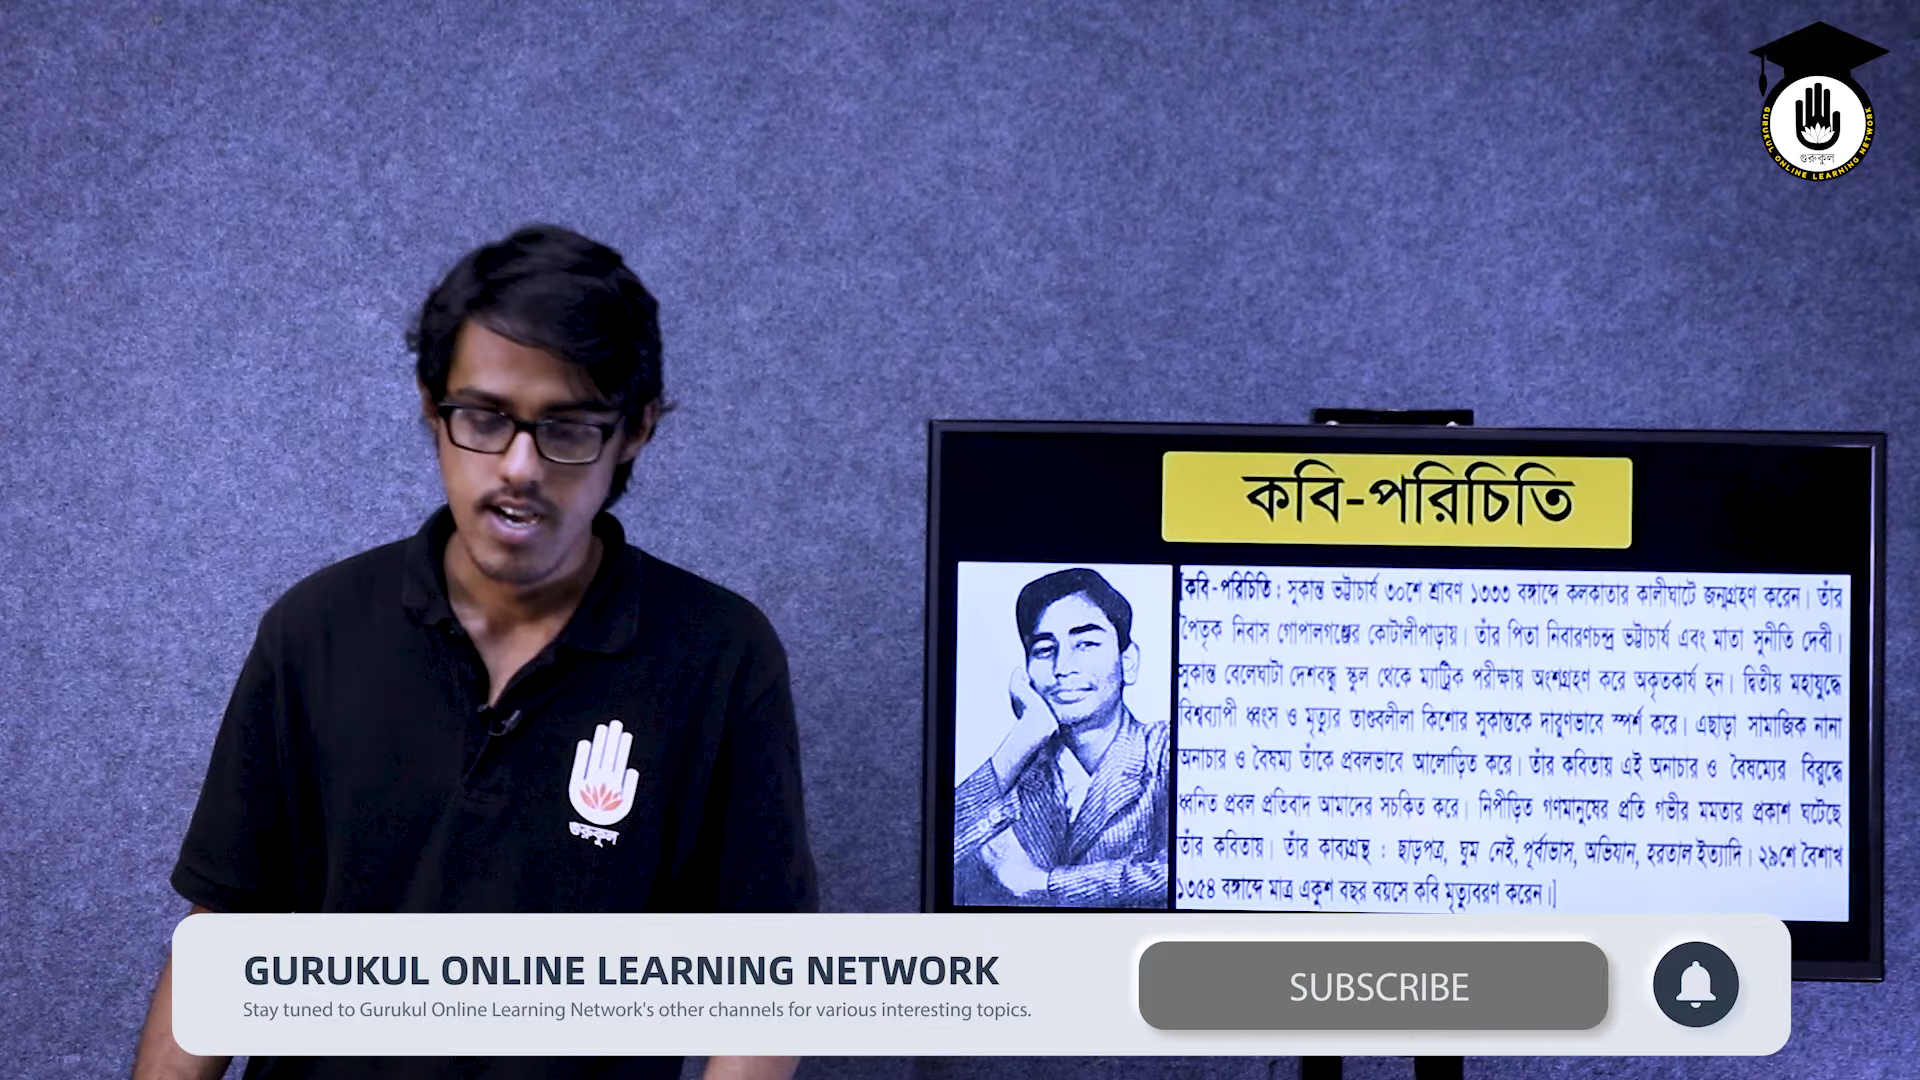 GURUKUL ONLINE LEARNING NETWORK
গুরুকুল
কবি-পরিচিতি
[কবি-পরিচিতি : সুকান্ত ভট্টাচার্য ৩০শে শ্রাবণ ১৩৩৩ বঙ্গাব্দে কলকাতার কালীঘাটে জন্মগ্রহণ করেন। তাঁর
পৈতৃক নিবাস গোপালগঞ্জের কোটালীপাড়ায়। তাঁর পিতা নিবারণচন্দ্র ভট্টাচার্য এবং মাতা সুনীতি দেবী।
সুকান্ত বেলেঘাটা দেশবন্ধু স্কুল থেকে ম্যাট্রিক পরীক্ষায় অংশগ্রহণ করে অকৃতকার্য হন। দ্বিতীয় মহাযুদ্ধে
বিশ্বব্যাপী ধ্বংস ও মৃত্যুর তাণ্ডবলীলা কিশোর সুকান্তকে দারুণভাবে স্পর্শ করে। এছাড়া সামাজিক নানা
অনাচার ও বৈষম্য তাঁকে প্রবলভাবে আলোড়িত করে। তাঁর কবিতায় এই অনাচার ও বৈষম্যের বিরুদ্ধে
ধ্বনিত প্রবল প্রতিবাদ আমাদের সচকিত করে। নিপীড়িত গণমানুষের প্রতি গভীর মমতার প্রকাশ ঘটেছে
তাঁর কবিতায়। তাঁর কাব্যগ্রন্থ : ছাড়পত্র, ঘুম নেই, পূর্বাভাস, অভিযান, হরতাল ইত্যাদি। ২৯শে বৈশাখ
১৩৫৪ বঙ্গাব্দে মাত্র একুশ বছর বয়সে কবি মৃত্যুবরণ করেন।]
গুরুকুল
GURUKUL ONLINE LEARNING NETWORK
Stay tuned to Gurukul Online Learning Network's other channels for various interesting topics.
SUBSCRIBE